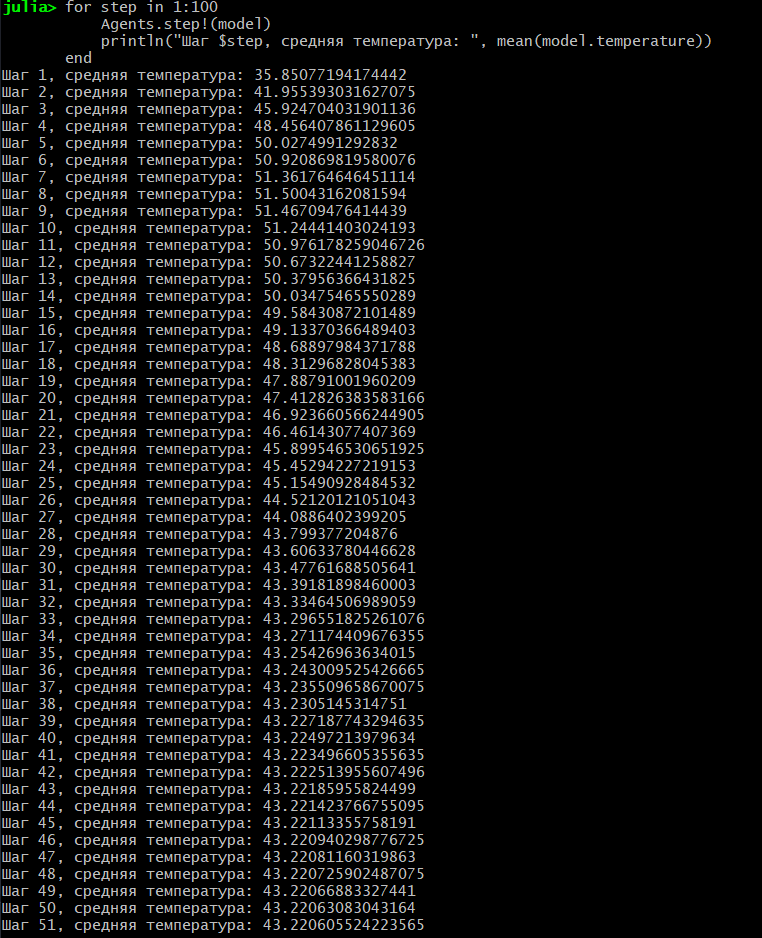 julia> for step in 1:100
Agents.step!(model)
println("Шаг $step, средняя температура: ", mean(model.temperature))
end
Шаг 1, средняя температура: 35.85077194174442
Шаг 2, средняя температура: 41.955393031627075
Шаг 3, средняя температура: 45.924704031901136
Шаг 4, средняя температура: 48.456407861129605
Шаг 5, средняя температура: 50.0274991292832
Шаг 6, средняя температура: 50.920869819580076
Шаг 7, средняя температура: 51.361764646451114
Шаг 8, средняя температура: 51.50043162081594
Шаг 9, средняя температура: 51.46709476414439
Шаг 10, средняя температура: 51.24441403024193
Шаг 11, средняя температура: 50.976178259046726
Шаг 12, средняя температура: 50.67322441258827
Шаг 13, средняя температура: 50.37956366431825
Шаг 14, средняя температура: 50.03475465550289
Шаг 15, средняя температура: 49.58430872101489
Шаг 16, средняя температура: 49.13370366489403
Шаг 17, средняя температура: 48.68897984371788
Шаг 18, средняя температура: 48.31296828045383
Шаг 19, средняя температура: 47.88791001960209
Шаг 20, средняя температура: 47.412826383583166
Шаг 21, средняя температура: 46.923660566244905
Шаг 22, средняя температура: 46.46143077407369
Шаг 23, средняя температура: 45.899546530651925
Шаг 24, средняя температура: 45.45294227219153
Шаг 25, средняя температура: 45.15490928484532
Шаг 26, средняя температура: 44.52120121051043
Шаг 27, средняя температура: 44.0886402399205
Шаг 28, средняя температура: 43.799377204876
Шаг 29, средняя температура: 43.60633780446628
Шаг 30, средняя температура: 43.47761688505641
Шаг 31, средняя температура: 43.39181898460003
Шаг 32, средняя температура: 43.33464506989059
Шаг 33, средняя температура: 43.296551825261076
Шаг 34, средняя температура: 43.271174409676355
Шаг 35, средняя температура: 43.25426963634015
Шаг 36, средняя температура: 43.243009525426665
Шаг 37, средняя температура: 43.235509658670075
Шаг 38, средняя температура: 43.2305145314751
Шаг 39, средняя температура: 43.227187743294635
Шаг 40, средняя температура: 43.22497213979634
Шаг 41, средняя температура: 43.223496605355635
Шаг 42, средняя температура: 43.222513955607496
Шаг 43, средняя температура: 43.22185955824499
Шаг 44, средняя температура: 43.221423766755095
Шаг 45, средняя температура: 43.22113355758191
Шаг 46, средняя температура: 43.220940298776725
Шаг 47, средняя температура: 43.22081160319863
Шаг 48, средняя температура: 43.220725902487075
Шаг 49, средняя температура: 43.22066883327441
Шаг 50, средняя температура: 43.22063083043164
Шаг 51, средняя температура: 43.220605524223565